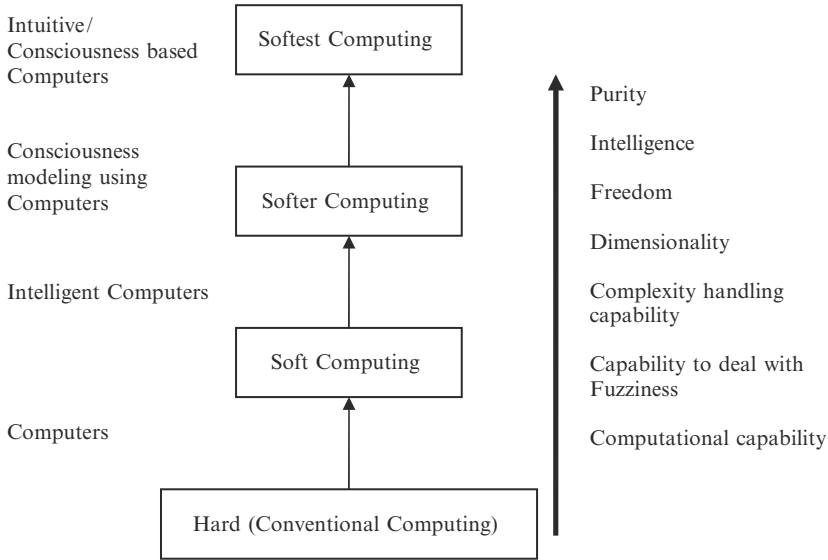 Intuitive/
Consciousness based
Computers
Softest Computing
Purity
Intelligence
Consciousness
modeling using
Computers
Softer Computing
Freedom
Dimensionality
Intelligent Computers
Complexity handling
capability
Soft Computing
Capability to deal with
Fuzziness
Computers
Computational capability
Hard (Conventional Computing)